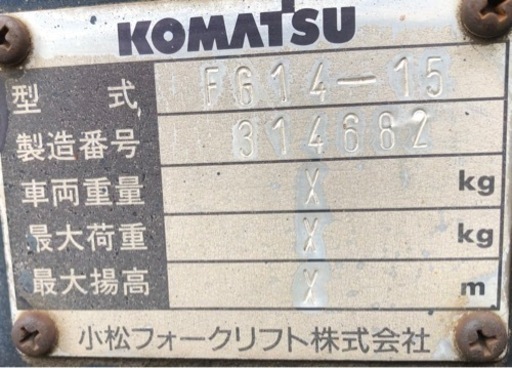 KOMATSU
型式 FG14-15
製造番号 314682
車両重量 X kg
最大荷重 X kg
最大揚高 X m
小松フォークリフト株式会社